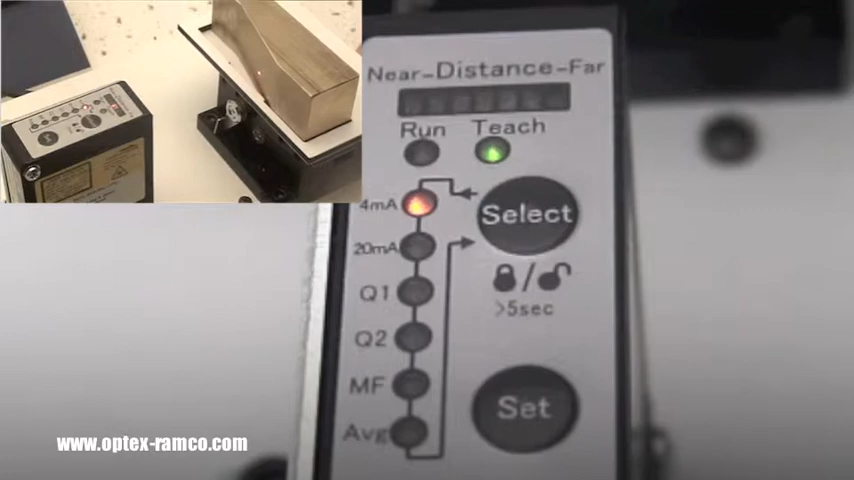 Near-Distance-Far
Run Teach
4mA
Select
20mA
Q1
>5sec
Q2
MF
Set
Avg
www.optex-ramco.com